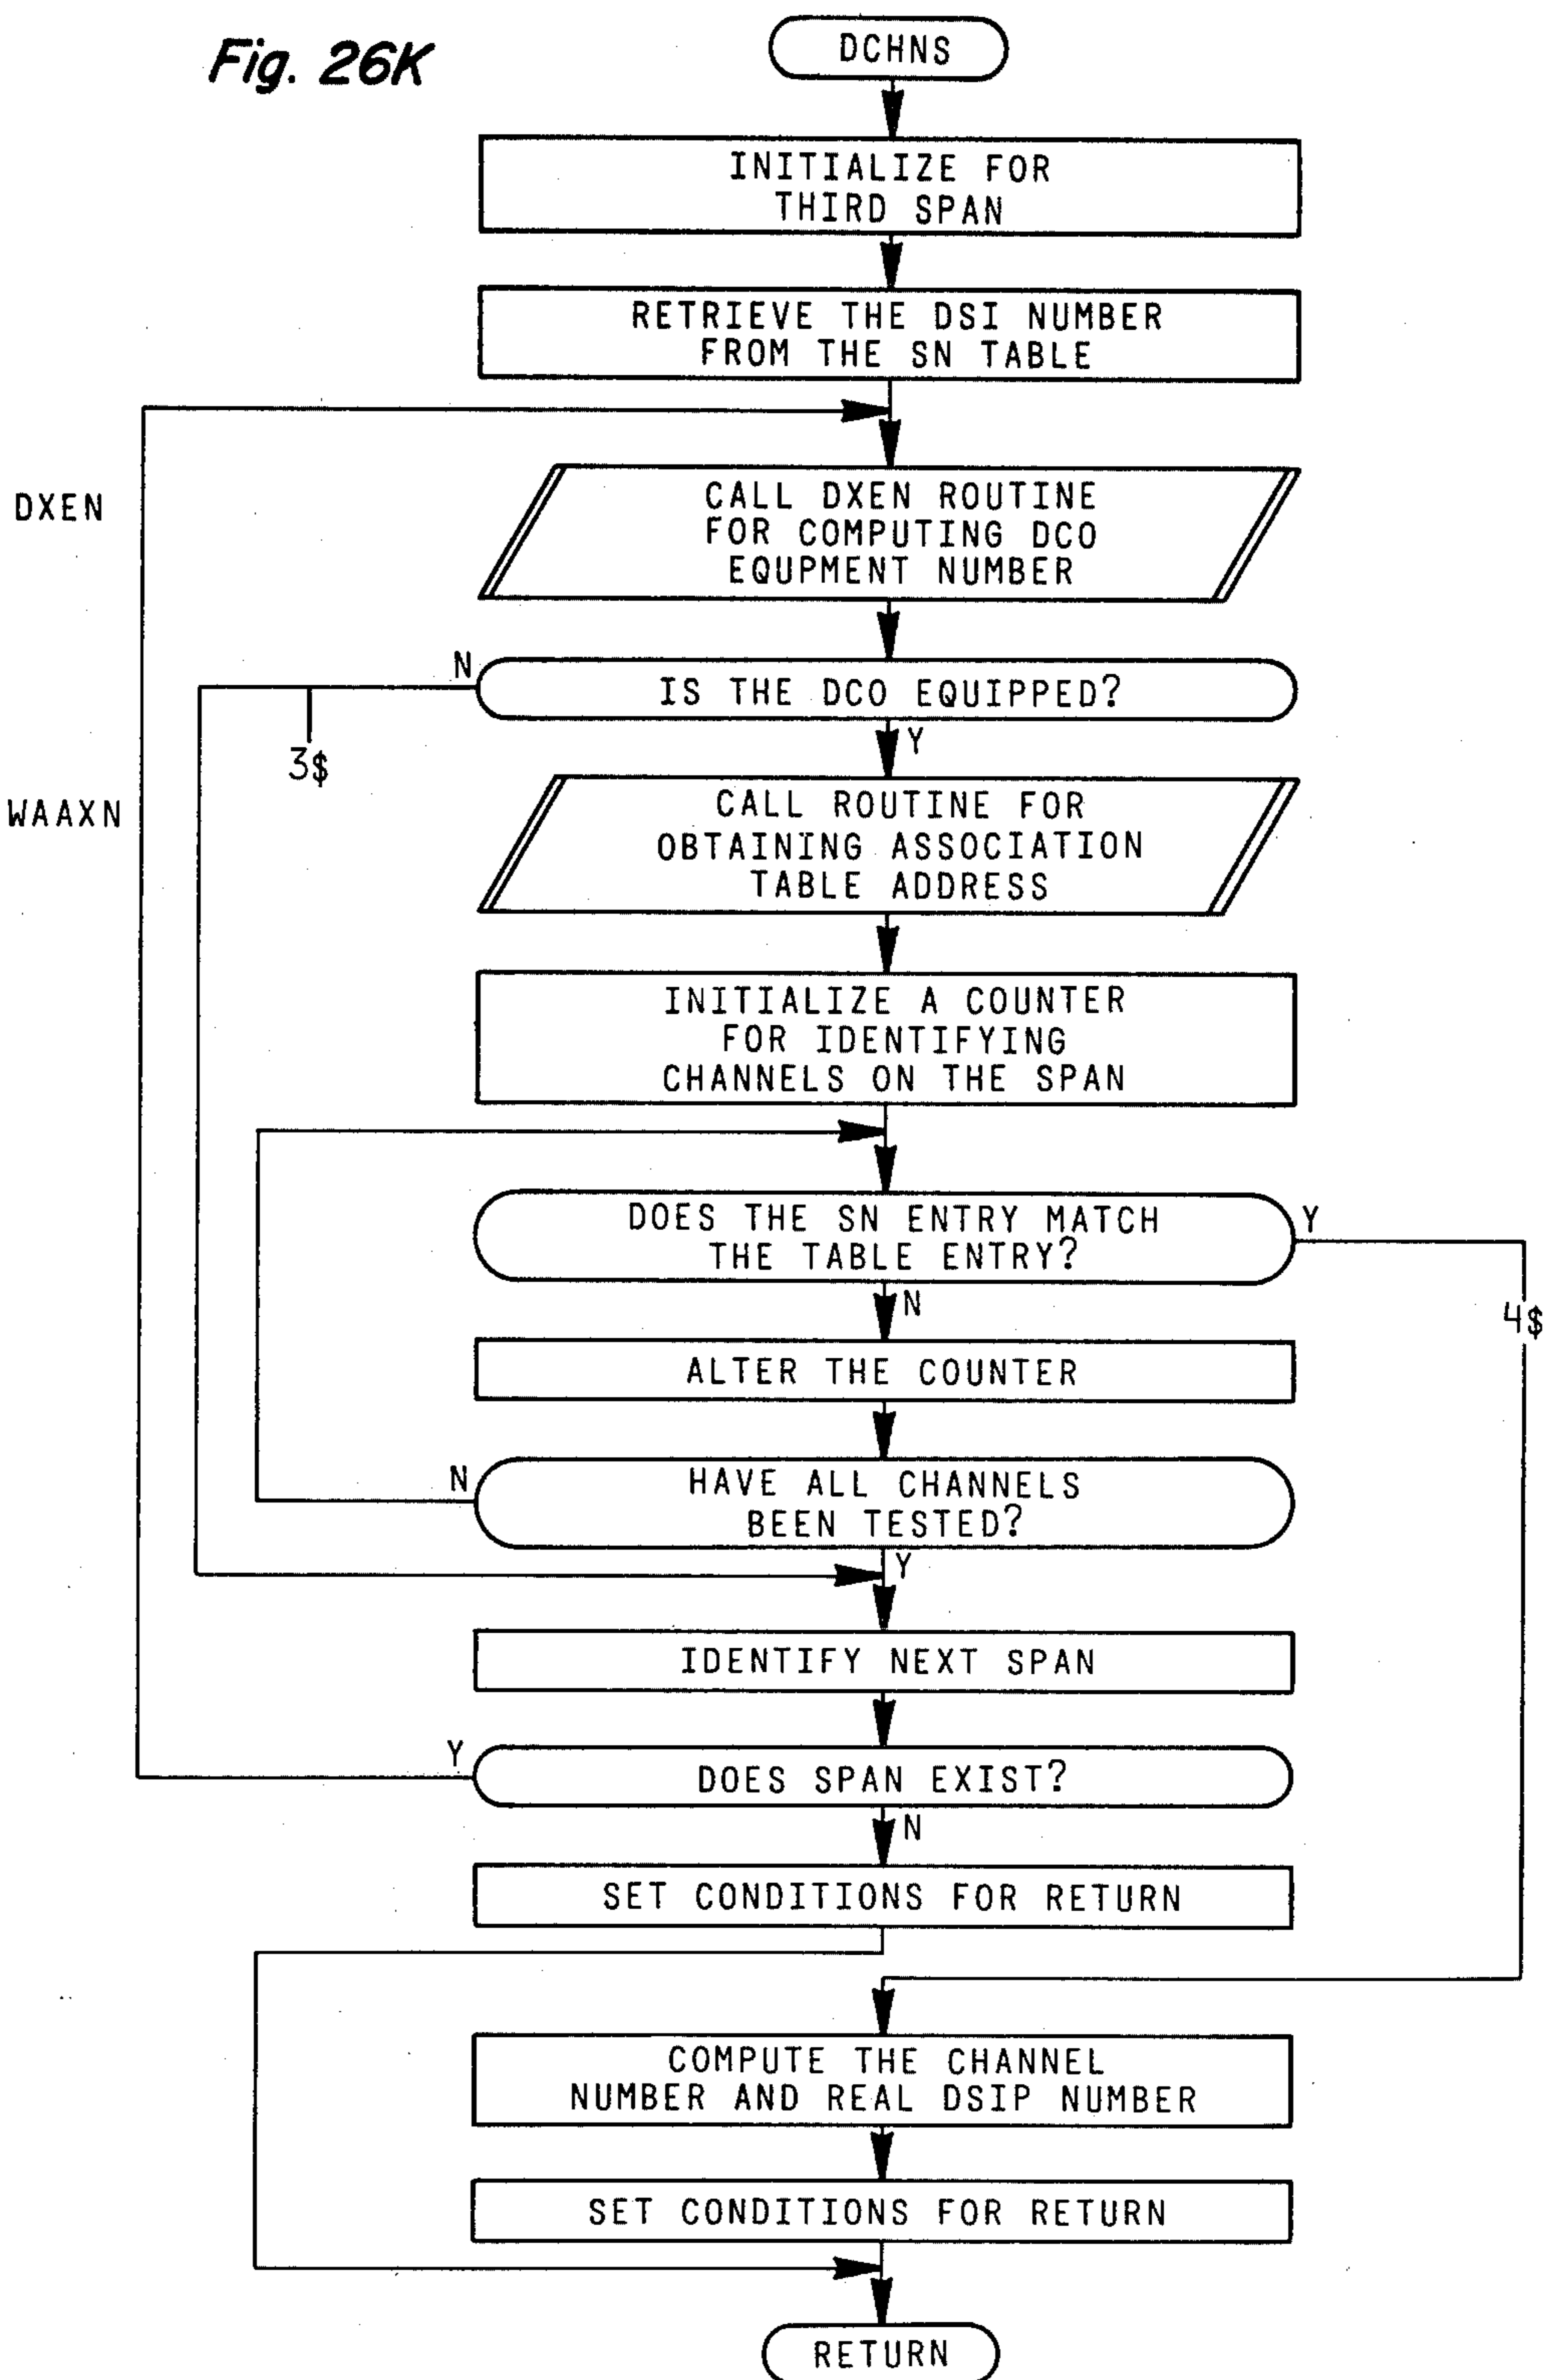 Fig. 26K
DCHNS
INITIALIZE FOR
THIRD SPAN
RETRIEVE THE DSI NUMBER
FROM THE SN TABLE
DXEN
CALL DXEN ROUTINE
FOR COMPUTING DCO
EQUPMENT NUMBER
N
IS THE DCO EQUIPPED?
Y
3$
WAAXN
CALL ROUTINE FOR
OBTAINING ASSOCIATION
TABLE ADDRESS
INITIALIZE A COUNTER
FOR IDENTIFYING
CHANNELS ON THE SPAN
DOES THE SN ENTRY MATCH
THE TABLE ENTRY?
Y
N
4$
ALTER THE COUNTER
N
HAVE ALL CHANNELS
BEEN TESTED?
Y
IDENTIFY NEXT SPAN
Y
DOES SPAN EXIST?
N
SET CONDITIONS FOR RETURN
COMPUTE THE CHANNEL
NUMBER AND REAL DSIP NUMBER
SET CONDITIONS FOR RETURN
RETURN